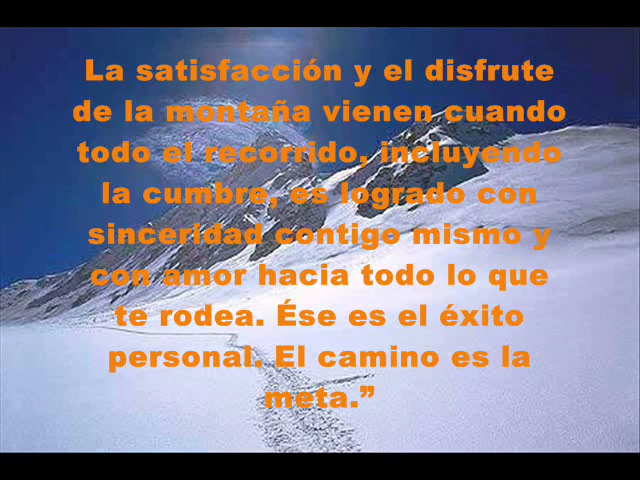 La satisfacción y el disfrute
de la montaña vienen cuando
todo el recorrido, incluyendo
la cumbre, es logrado con
sinceridad contigo mismo y
con amor hacia todo lo que
te rodea. Ése es el éxito
personal. El camino es la
meta.”